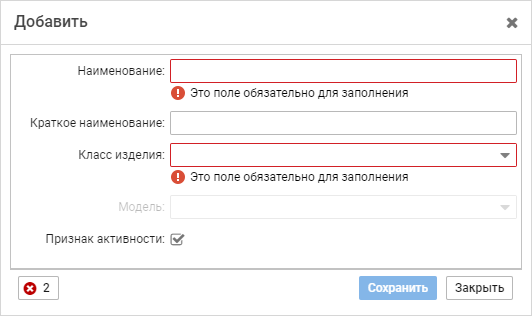 Добавить
Наименование:
Это поле обязательно для заполнения
Краткое наименование:
Класс изделия:
Это поле обязательно для заполнения
Модель:
Признак активности:
2 Сохранить Закрыть